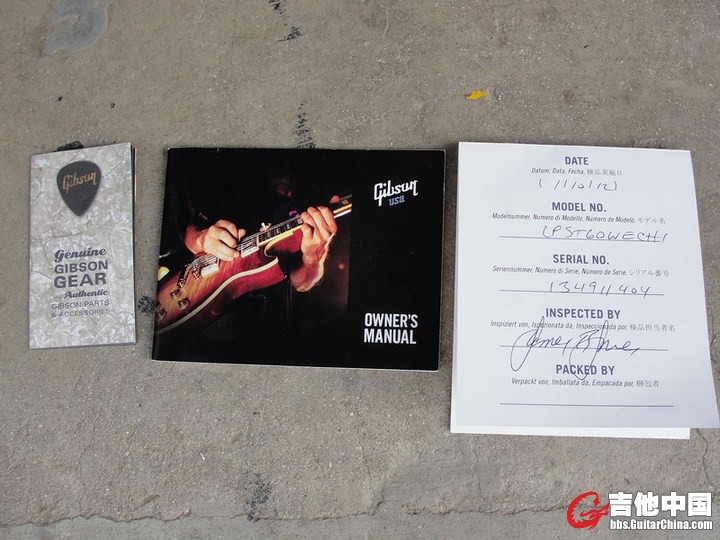 Gibson
Genuine
GIBSON
GEAR
Authentic
GIBSON PARTS
& ACCESSORIES
Gibson
usa
OWNER'S
MANUAL
DATE
Datum, Data, Fecha, 検品実施日
(1/10/12)
MODEL NO.
Modelnummer, Numero di Modello, Número de Modelo, モデル名
LPST60WECH1
SERIAL NO.
Seriennummer, Numero di Serie, Número de Serie, シリアル番号
134911404
INSPECTED BY
Inspiziert von, Ispezionata da, Inspeccionada por, 検品担当者名
PACKED BY
Verpackt von, Imballata da, Empacada por, 梱包者
吉他中国
bbs.GuitarChina.com